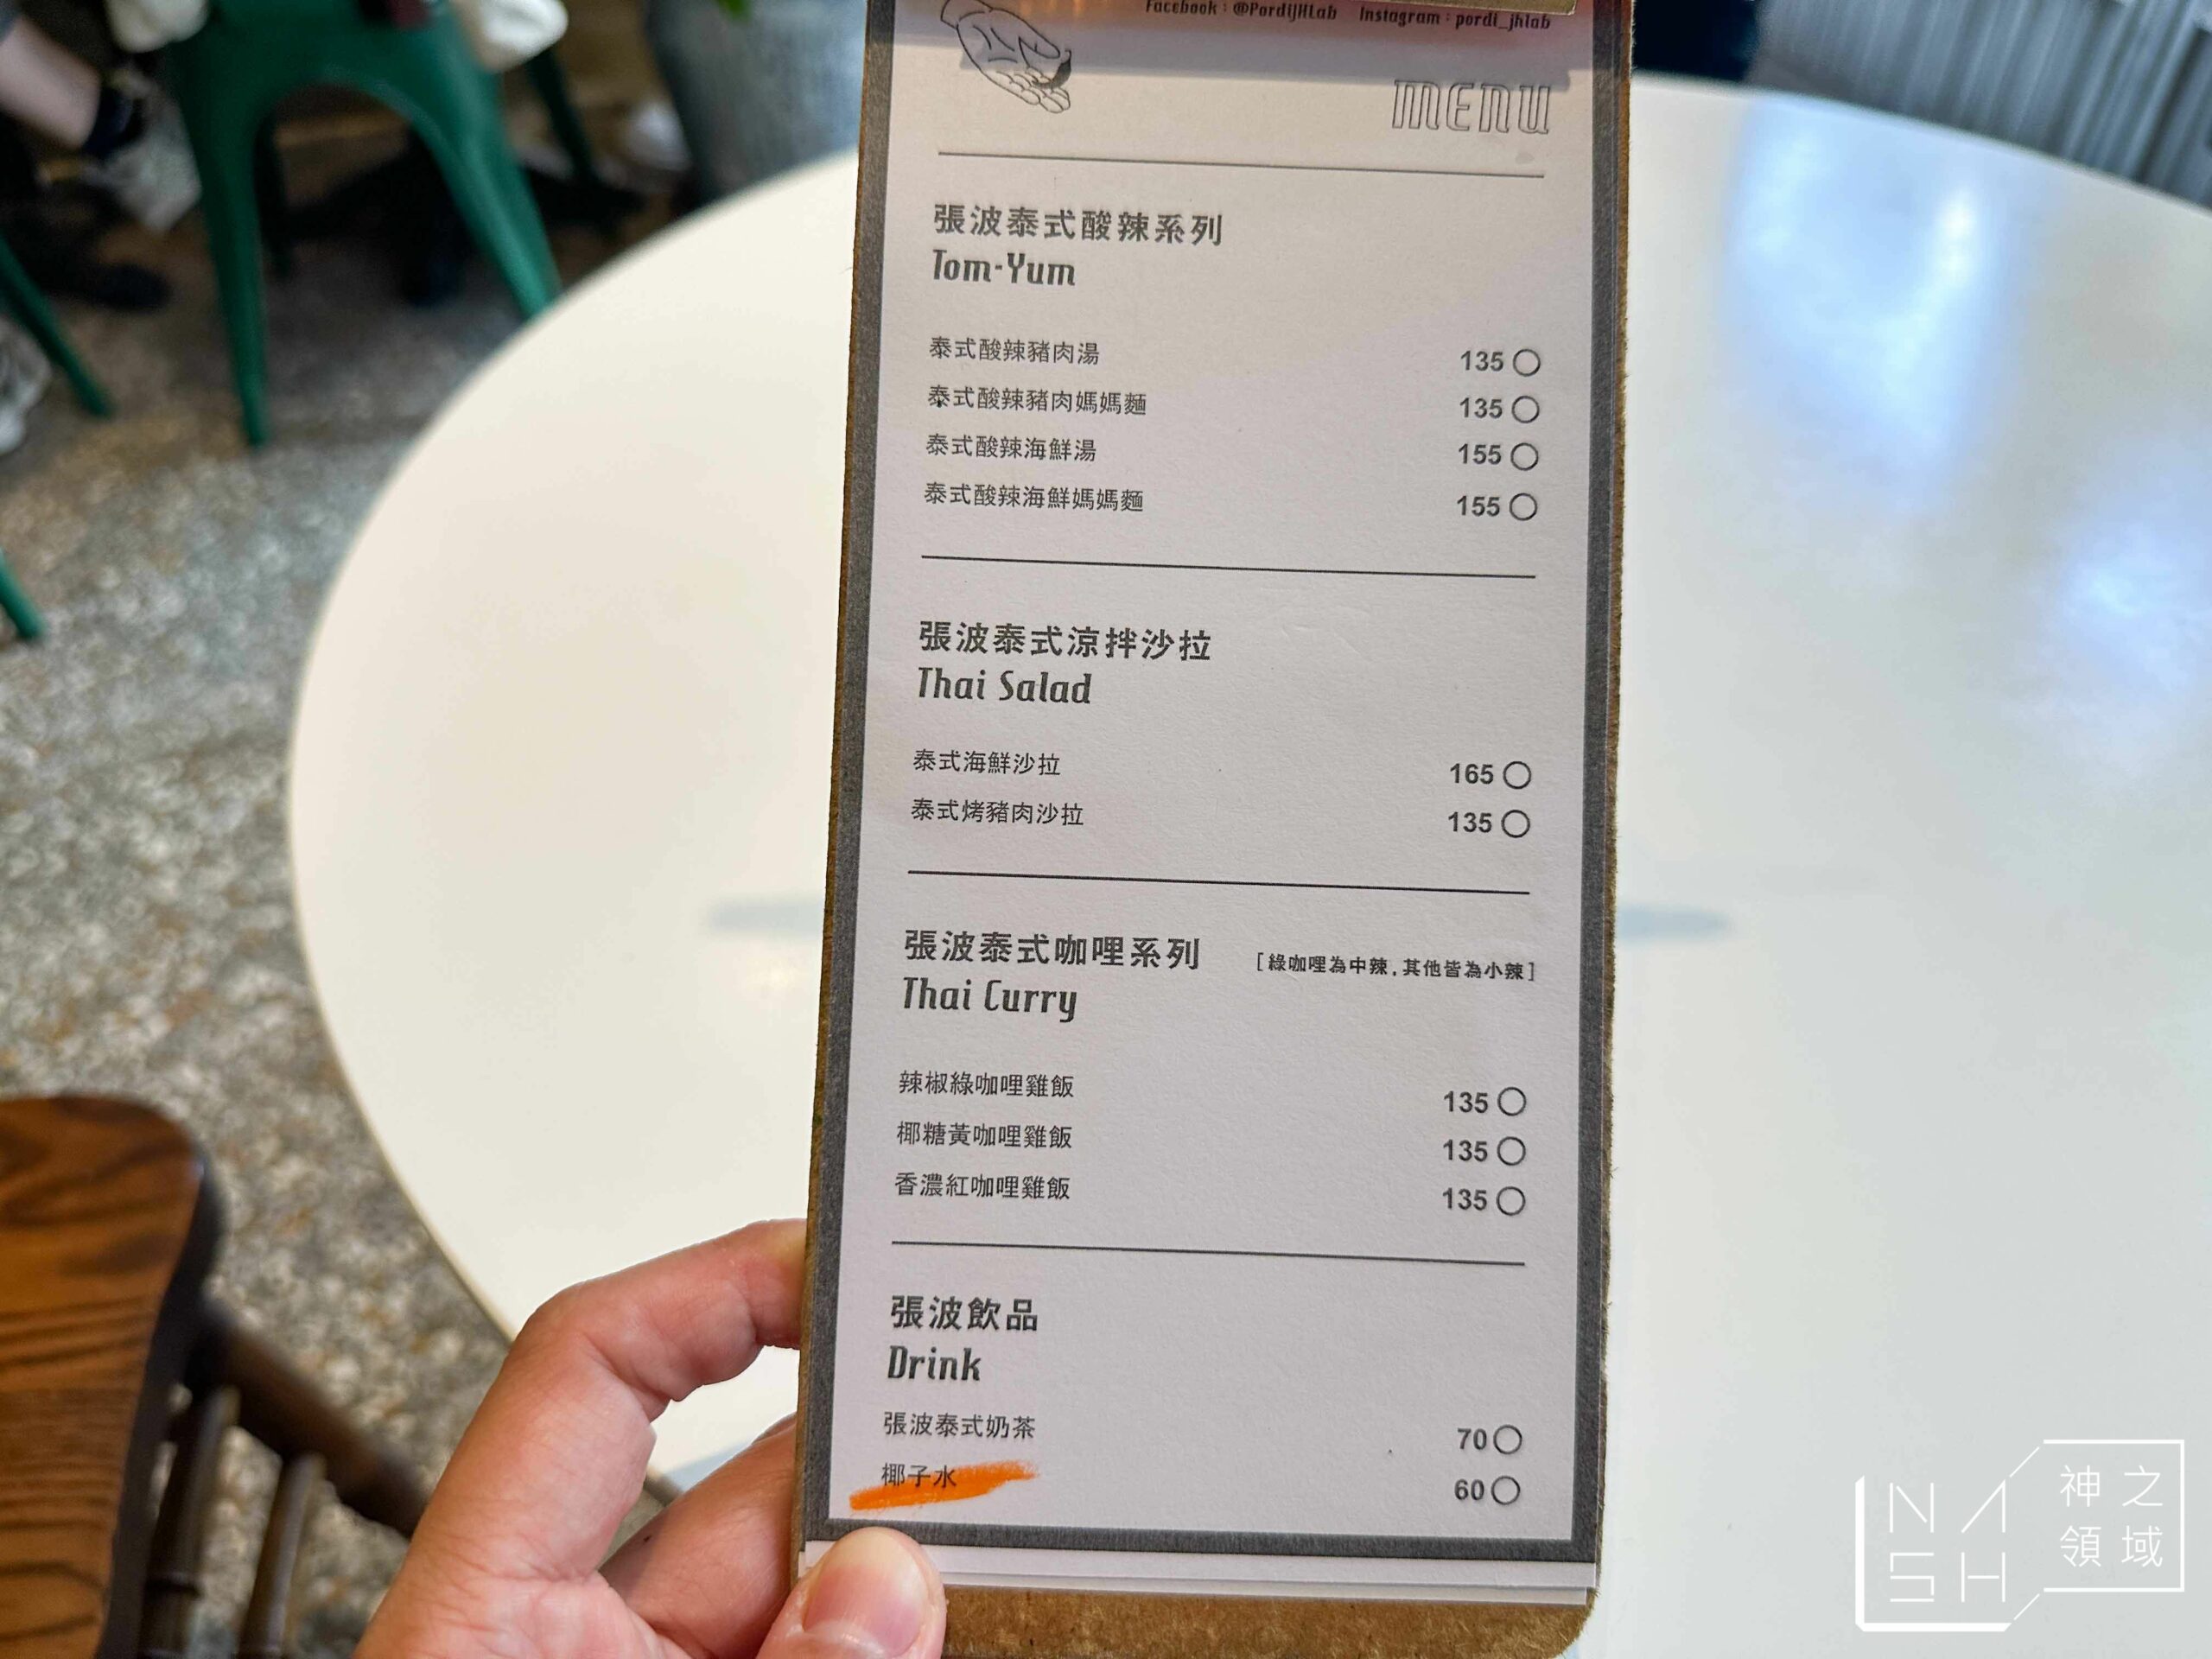 Facebook：@PordijHLab Instagram：pordi_jhlab
MENU
張波泰式酸辣系列
Tom-Yum
泰式酸辣豬肉湯 135
泰式酸辣豬肉媽媽麵 135
泰式酸辣海鮮湯 155
泰式酸辣海鮮媽媽麵 155
張波泰式涼拌沙拉
Thai Salad
泰式海鮮沙拉 165
泰式烤豬肉沙拉 135
張波泰式咖哩系列 [綠咖哩為中辣,其他皆為小辣]
Thai Curry
辣椒綠咖哩雞飯 135
椰糖黃咖哩雞飯 135
香濃紅咖哩雞飯 135
張波飲品
Drink
張波泰式奶茶 70
椰子水 60
NASH
神之領域